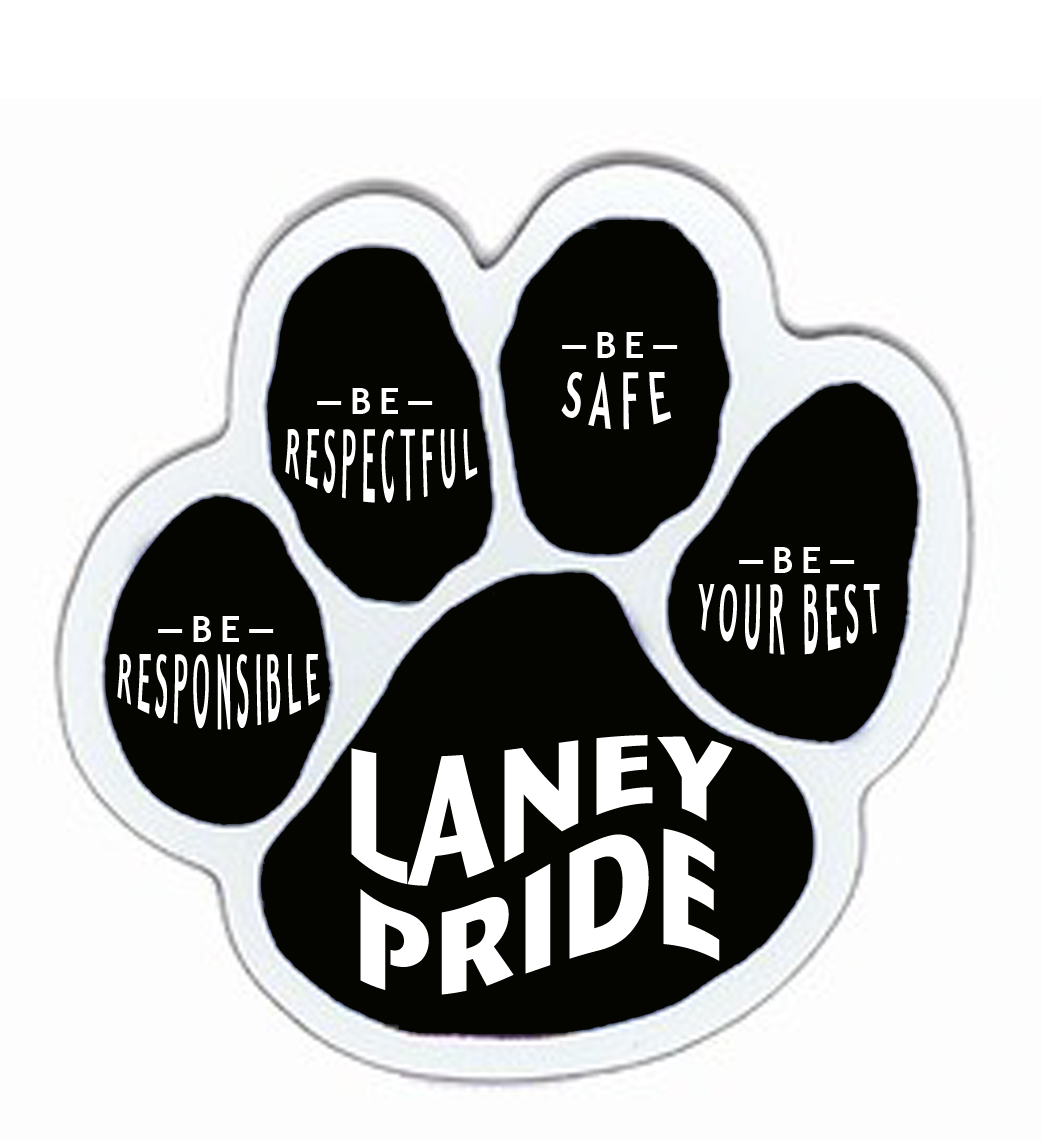 BE
RESPONSIBLE
BE
RESPECTFUL
BE
SAFE
BE
YOUR BEST
LANEY
PRIDE